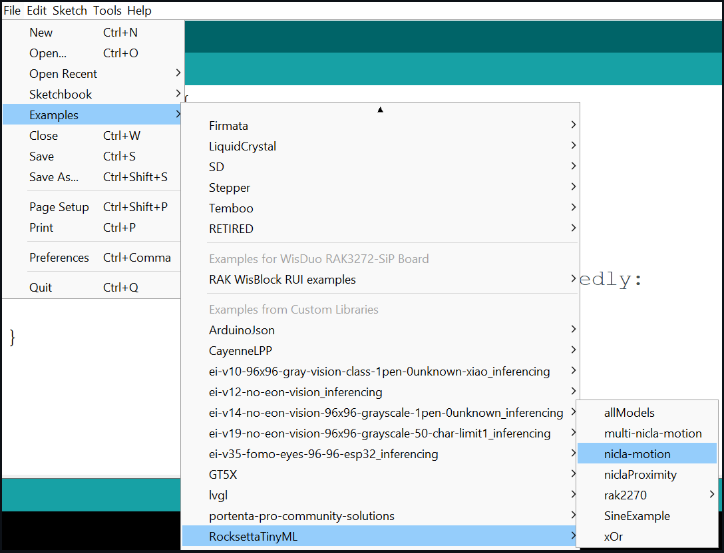 File Edit Sketch Tools Help
New Ctrl+N
Open... Ctrl+O
Open Recent
Sketchbook
Examples
Close Ctrl+W
Save Ctrl+S
Save As... Ctrl+Shift+S
Page Setup Ctrl+Shift+P
Print Ctrl+P
Preferences Ctrl+Comma
Quit Ctrl+Q
}
{
Firmata
LiquidCrystal
SD
Stepper
Temboo
RETIRED
Examples for WisDuo RAK3272-SiP Board
RAK WisBlock RUI examples
edly:
Examples from Custom Libraries
ArduinoJson
CayenneLPP
ei-v10-96x96-gray-vision-class-1pen-0unknown-xiao_inferencing
ei-v12-no-eon-vision_inferencing
ei-v14-no-eon-vision-96x96-grayscale-1pen-0unknown_inferencing
ei-v19-no-eon-vision-96x96-grayscale-50-char-limit1_inferencing
ei-v35-fomo-eyes-96-96-esp32_inferencing
GT5X
lvgl
portenta-pro-community-solutions
RocksettaTinyML
allModels
multi-nicla-motion
nicla-motion
niclaProximity
rak2270
SineExample
xOr